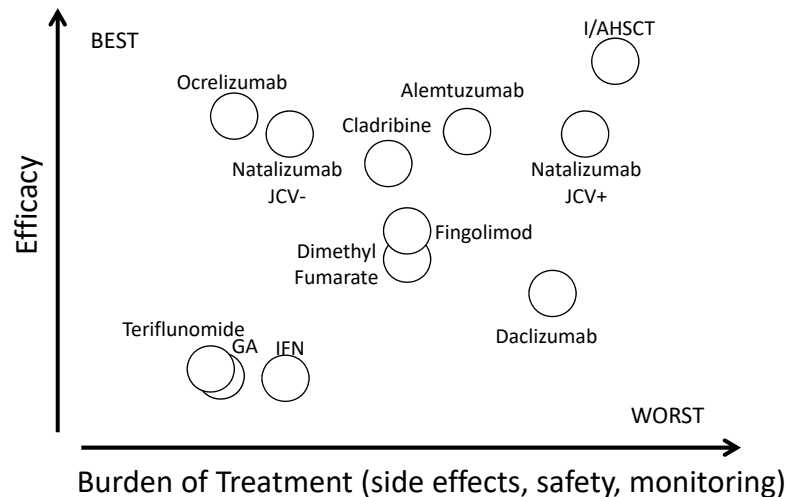 BEST
I/AHSCT
Ocrelizumab
Alemtuzumab
Cladribine
Natalizumab
JCV-
Natalizumab
JCV+
Efficacy
Fingolimod
Dimethyl
Fumarate
Daclizumab
Teriflunomide
GA
IFN
WORST
Burden of Treatment (side effects, safety, monitoring)